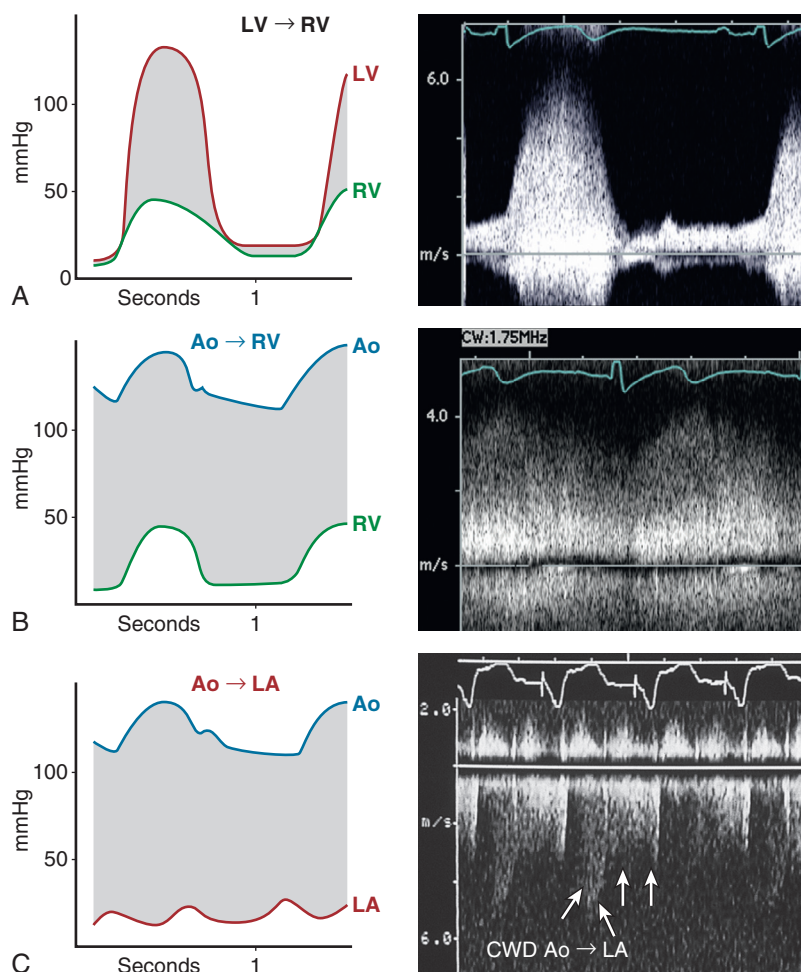 LV → RV
LV
RV
mmHg
100
50
0
Seconds
1
A
6.0
m/s
Ao → RV
Ao
RV
mmHg
100
50
Seconds
1
B
CW:1.75MHz
4.0
m/s
Ao → LA
Ao
LA
mmHg
100
50
Seconds
1
C
2.0
m/s
6.0
CWD Ao → LA